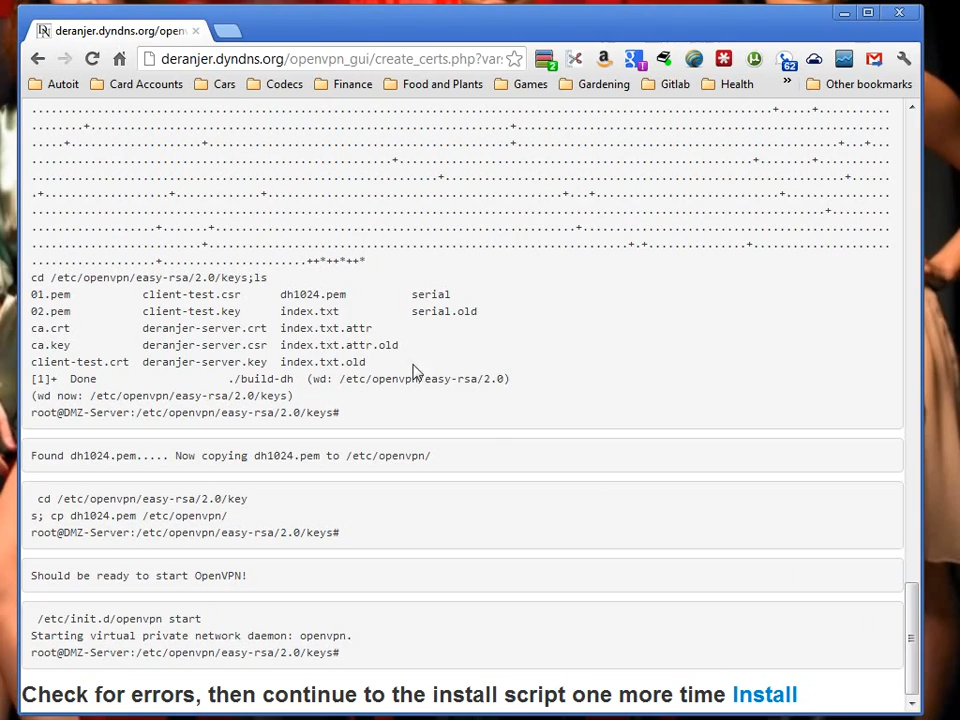 deranjer.dyndns.org/open
deranjer.dyndns.org/openvpn_gui/create_certs.php?var:
2
1
62
Autoit
Card Accounts
Cars
Codecs
Finance
Food and Plants
Games
Gardening
Gitlab
Health
»
Other bookmarks
cd /etc/openvpn/easy-rsa/2.0/keys;ls
01.pem client-test.csr dh1024.pem serial
02.pem client-test.key index.txt serial.old
ca.crt deranjer-server.crt index.txt.attr
ca.key deranjer-server.csr index.txt.attr.old
client-test.crt deranjer-server.key index.txt.old
[1]+ Done ./build-dh (wd: /etc/openvpn/easy-rsa/2.0)
(wd now: /etc/openvpn/easy-rsa/2.0/keys)
root@DMZ-Server:/etc/openvpn/easy-rsa/2.0/keys#
Found dh1024.pem..... Now copying dh1024.pem to /etc/openvpn/
cd /etc/openvpn/easy-rsa/2.0/key
s; cp dh1024.pem /etc/openvpn/
root@DMZ-Server:/etc/openvpn/easy-rsa/2.0/keys#
Should be ready to start OpenVPN!
/etc/init.d/openvpn start
Starting virtual private network daemon: openvpn.
root@DMZ-Server:/etc/openvpn/easy-rsa/2.0/keys#
Check for errors, then continue to the install script one more time Install